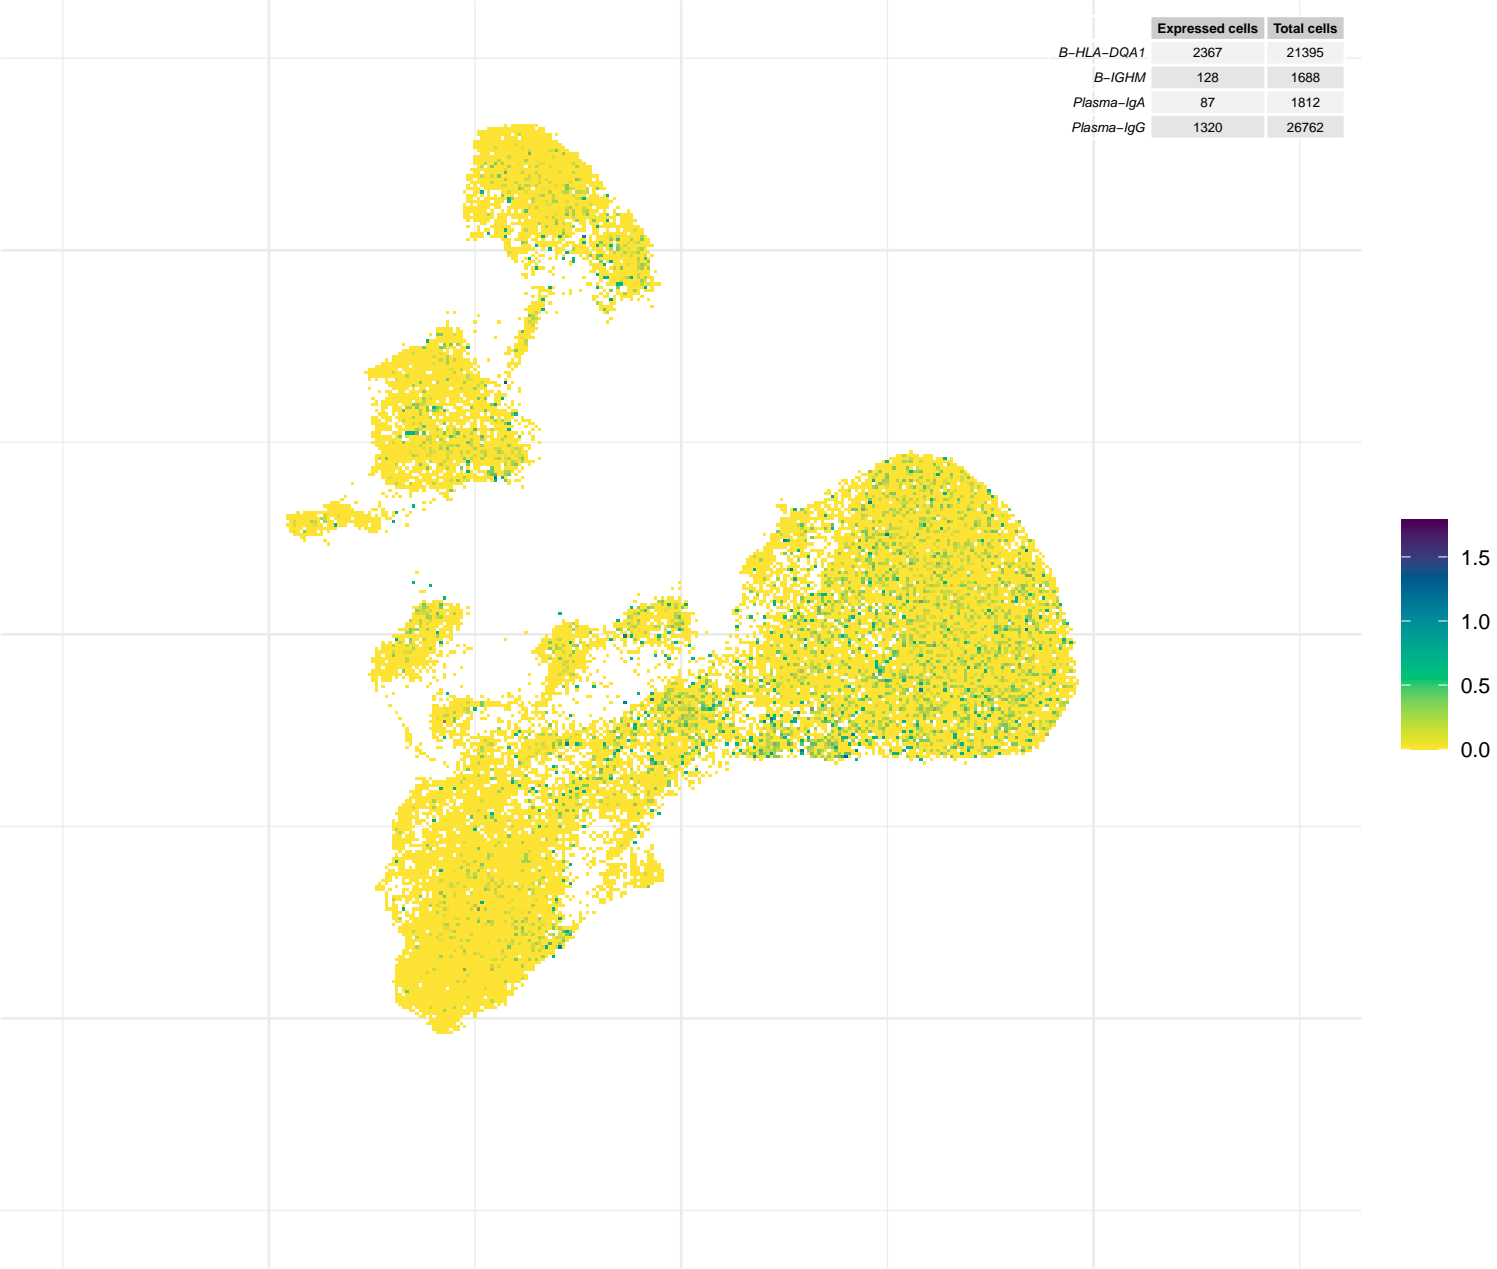 Expressed cells Total cells
B−HLA−DQA1 2367 21395
B−IGHM 128 1688
Plasma−IgA 87 1812
Plasma−IgG 1320 26762
1.5
1.0
0.5
0.0